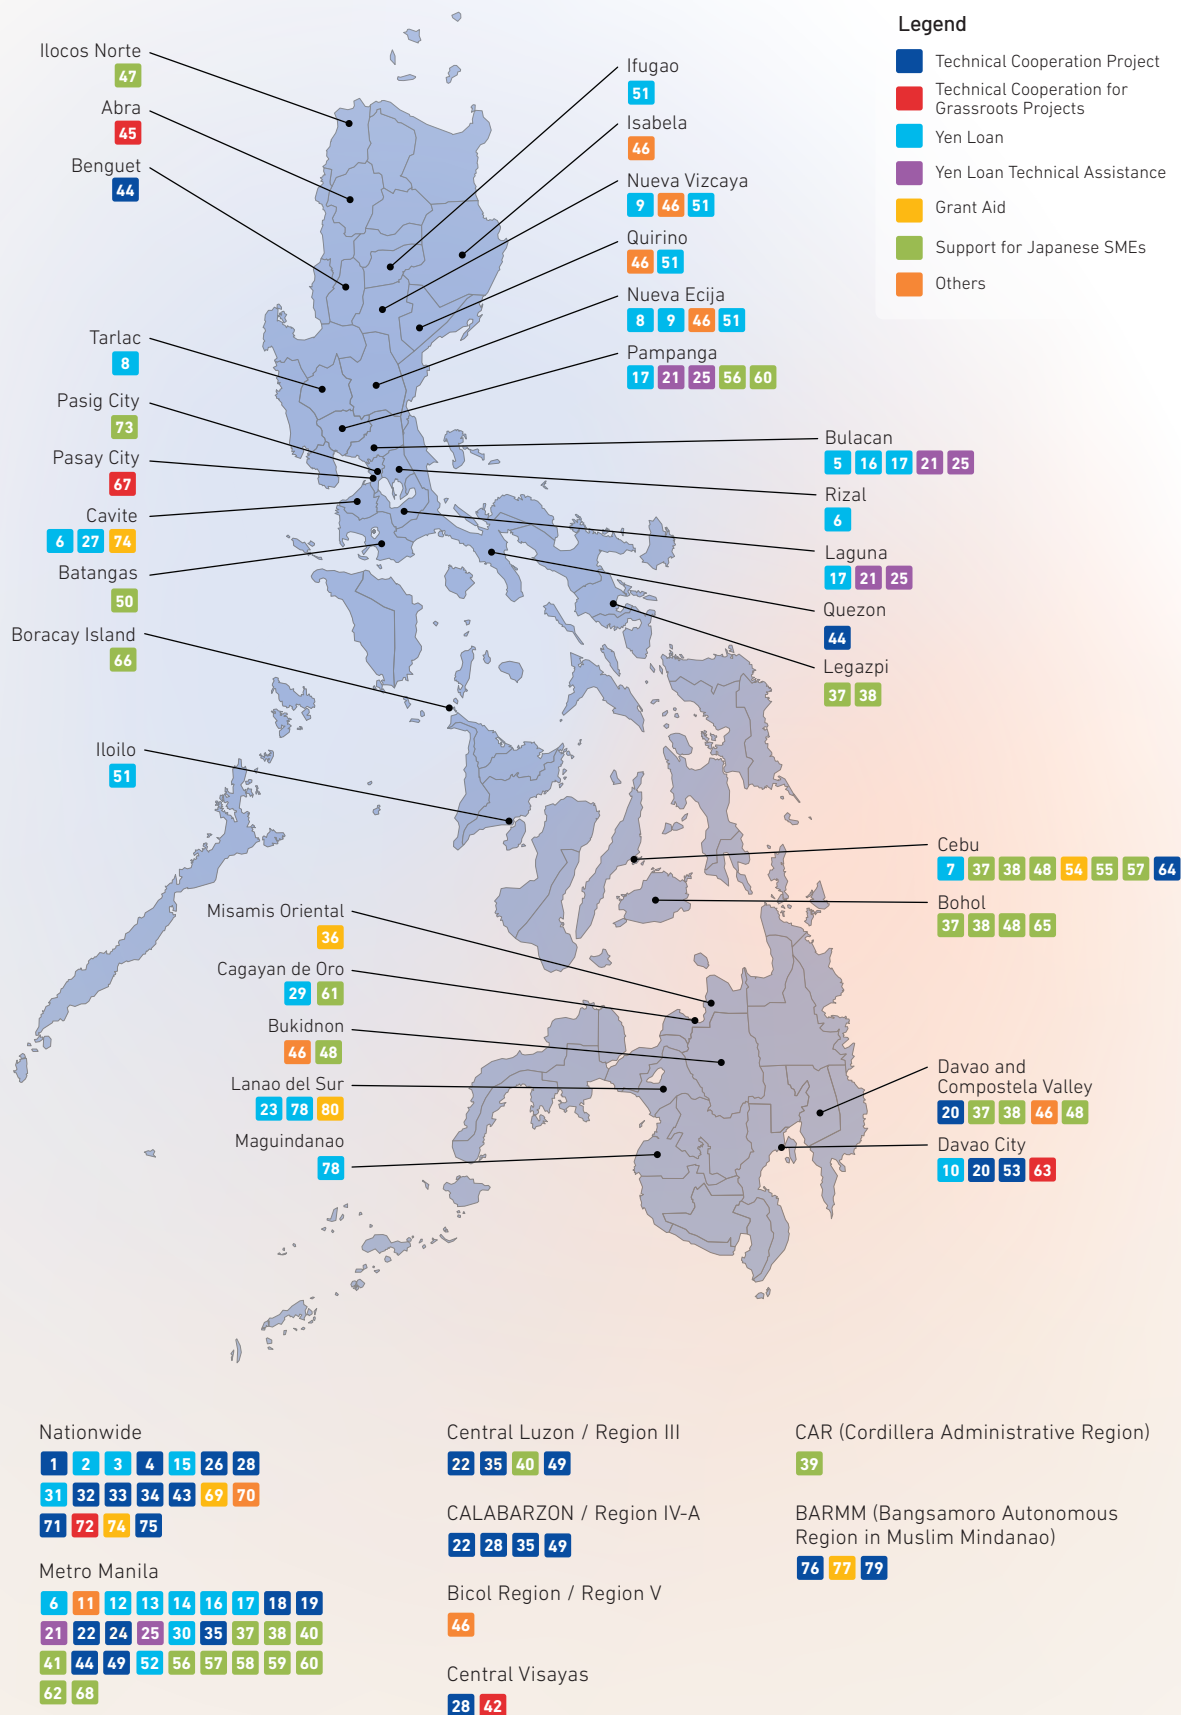 Legend
Technical Cooperation Project
Technical Cooperation for
Grassroots Projects
Yen Loan
Yen Loan Technical Assistance
Grant Aid
Support for Japanese SMEs
Others
Ilocos Norte
47
Abra
45
Benguet
44
Tarlac
8
Pasig City
73
Pasay City
67
Cavite
6 27 74
Batangas
50
Boracay Island
66
Iloilo
51
Ifugao
51
Isabela
46
Nueva Vizcaya
9 46 51
Quirino
46 51
Nueva Ecija
8 9 46 51
Pampanga
17 21 25 56 60
Bulacan
5 16 17 21 25
Rizal
6
Laguna
17 21 25
Quezon
44
Legazpi
37 38
Cebu
7 37 38 48 54 55 57 64
Bohol
37 38 48 65
Misamis Oriental
36
Cagayan de Oro
29 61
Bukidnon
46 48
Lanao del Sur
23 78 80
Maguindanao
78
Davao and
Compostela Valley
20 37 38 46 48
Davao City
10 20 53 63
Nationwide
1 2 3 4 15 26 28
31 32 33 34 43 69 70
71 72 74 75
Metro Manila
6 11 12 13 14 16 17 18 19
21 22 24 25 30 35 37 38 40
41 44 49 52 56 57 58 59 60
62 68
Central Luzon / Region III
22 35 40 49
CALABARZON / Region IV-A
22 28 35 49
Bicol Region / Region V
46
Central Visayas
28 42
CAR (Cordillera Administrative Region)
39
BARMM (Bangsamoro Autonomous
Region in Muslim Mindanao)
76 77 79